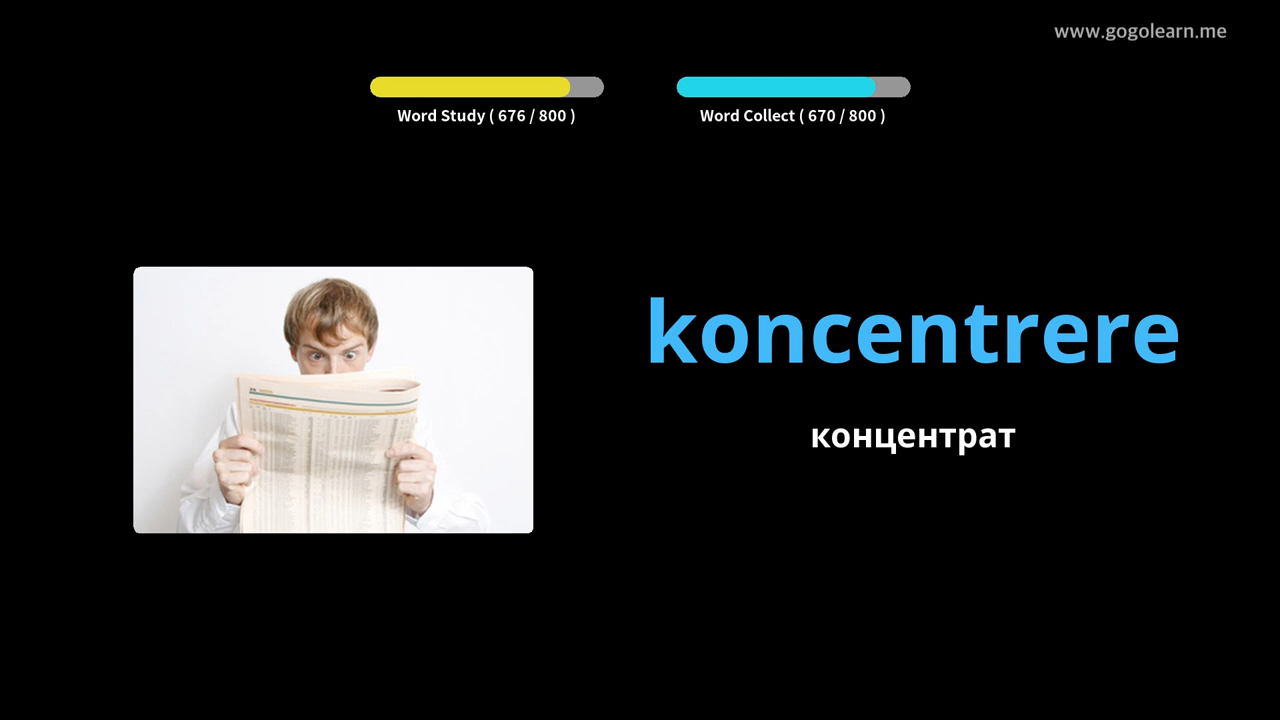 www.gogolearn.me
Word Study ( 676 / 800 )
Word Collect ( 670 / 800 )
koncentrere
концентрат